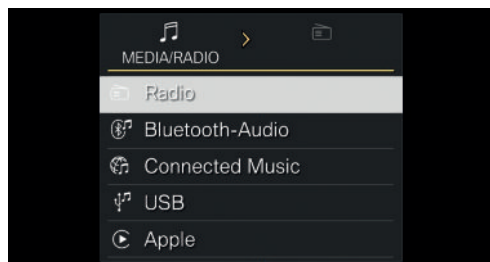 MEDIA/RADIO
Radio
Bluetooth-Audio
Connected Music
USB
Apple